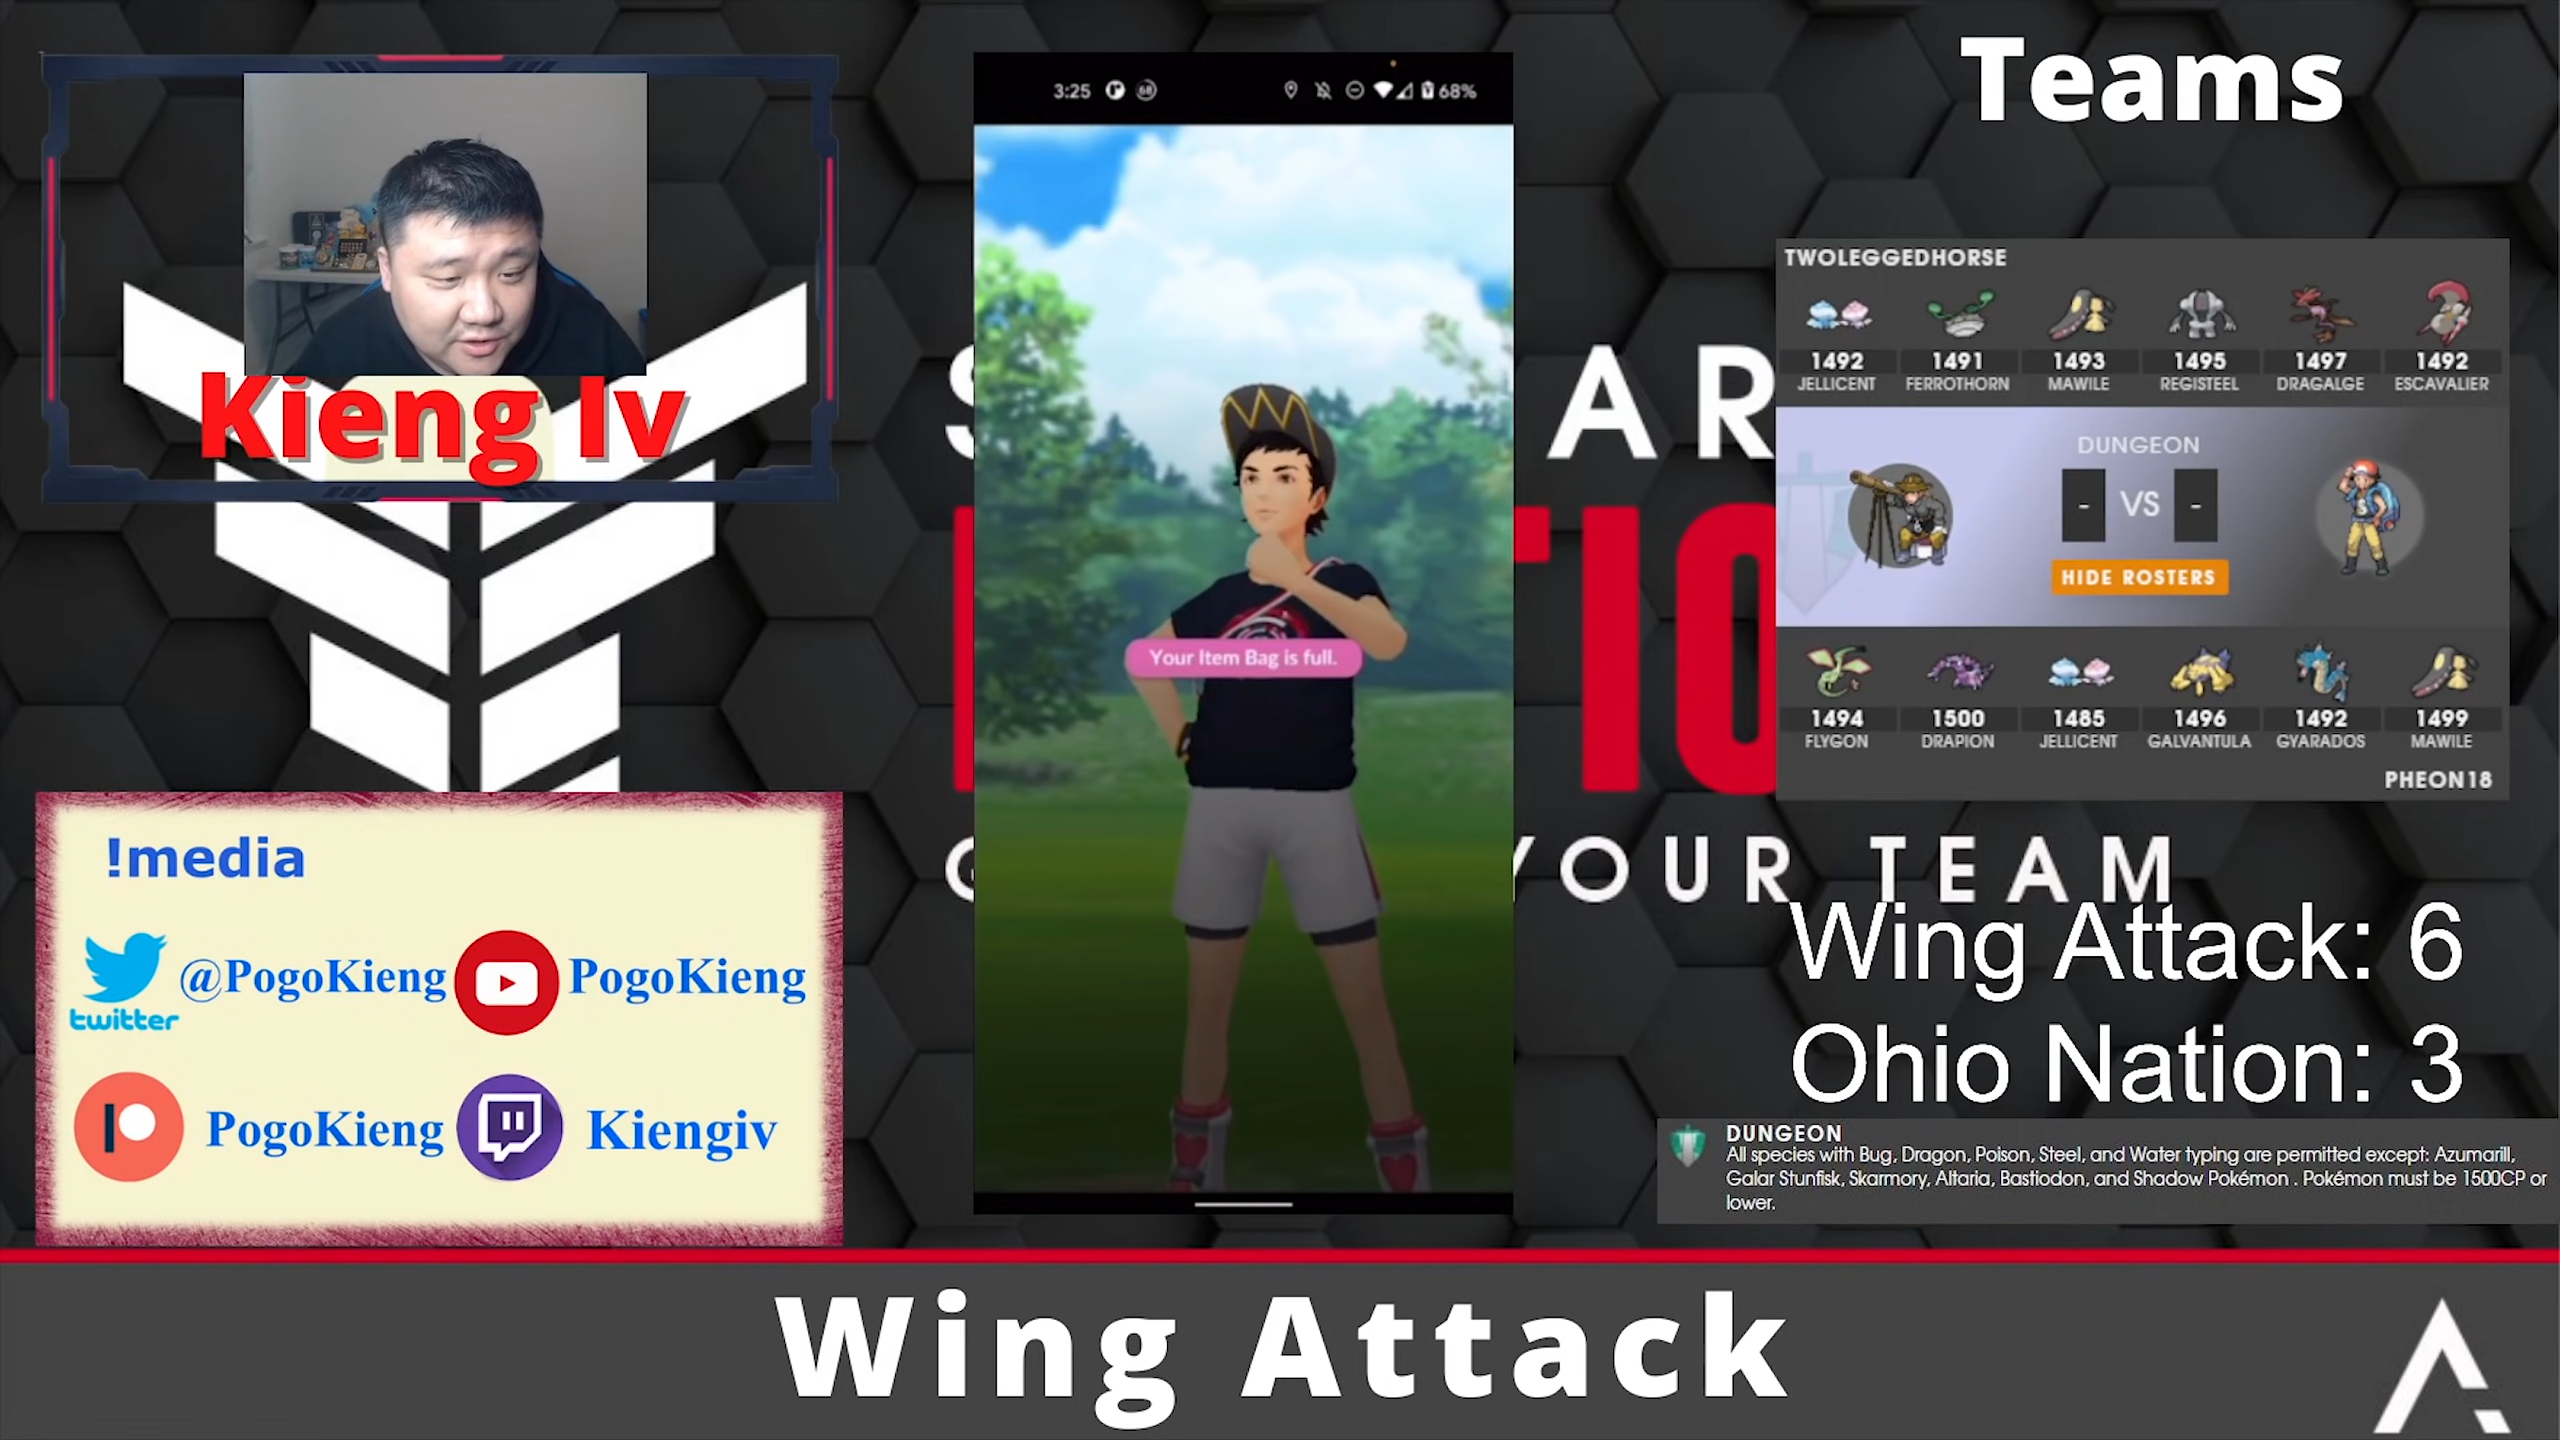 Teams
3:25
68
68%
Kieng Iv
TWOLEGGEDHORSE
1492 1491 1493 1495 1497 1492
JELLICENT FERROTHORN MAWILE REGISTEEL DRAGALGE ESCAVALIER
DUNGEON
- VS -
HIDE ROSTERS
1494 1500 1485 1496 1492 1499
FLYGON DRAPION JELLICENT GALVANTULA GYARADOS MAWILE
PHEON18
Your Item Bag is full.
AR
YOUR TEAM
!media
twitter @PogoKieng PogoKieng
PogoKieng Kiengiv
Wing Attack: 6
Ohio Nation: 3
DUNGEON
All species with Bug, Dragon, Poison, Steel, and Water typing are permitted except: Azumarill,
Galar Stunfisk, Skarmory, Altaria, Bastiodon, and Shadow Pokémon . Pokémon must be 1500CP or
lower.
Wing Attack